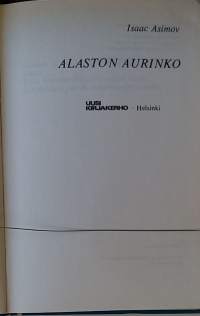 Isaac Asimov
ALASTON AURINKO
UUSI
KIRJAKERHO Helsinki